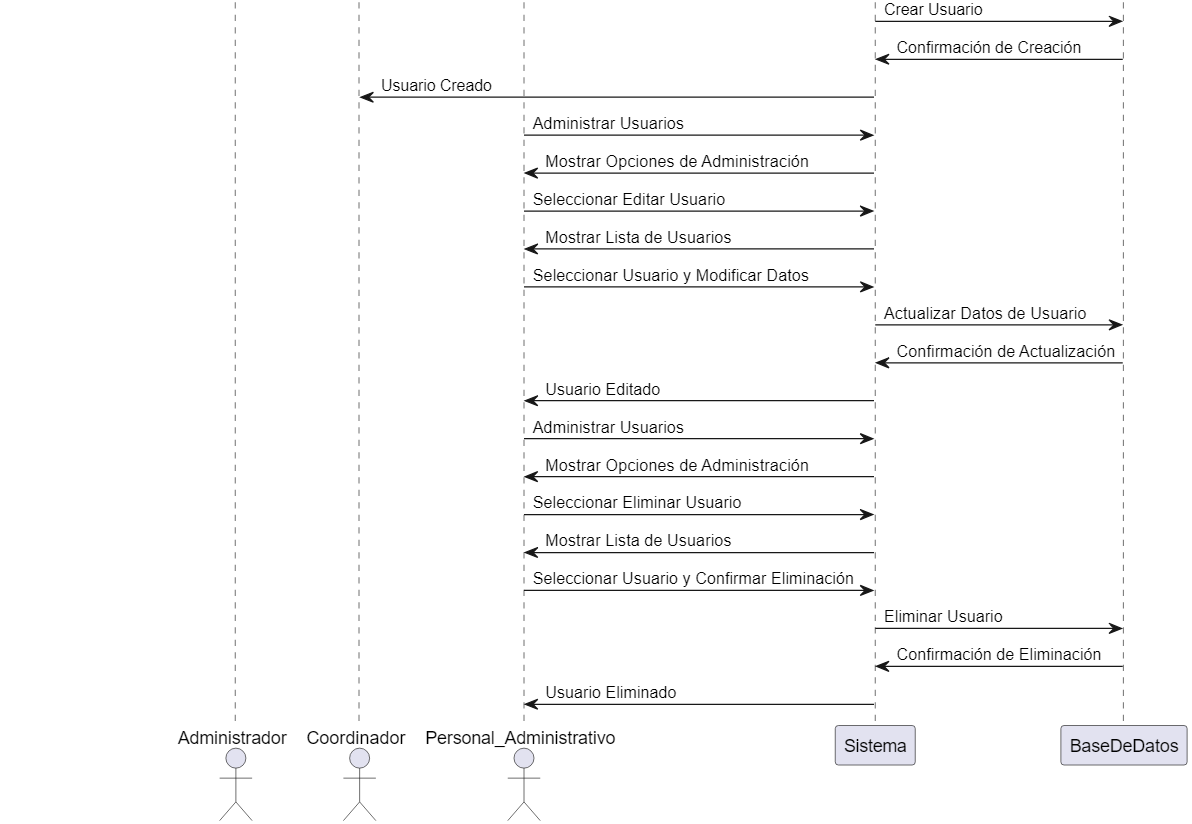 Crear Usuario
Confirmación de Creación
Usuario Creado
Administrar Usuarios
Mostrar Opciones de Administración
Seleccionar Editar Usuario
Mostrar Lista de Usuarios
Seleccionar Usuario y Modificar Datos
Actualizar Datos de Usuario
Confirmación de Actualización
Usuario Editado
Administrar Usuarios
Mostrar Opciones de Administración
Seleccionar Eliminar Usuario
Mostrar Lista de Usuarios
Seleccionar Usuario y Confirmar Eliminación
Eliminar Usuario
Confirmación de Eliminación
Usuario Eliminado
Administrador Coordinador Personal_Administrativo Sistema BaseDeDatos